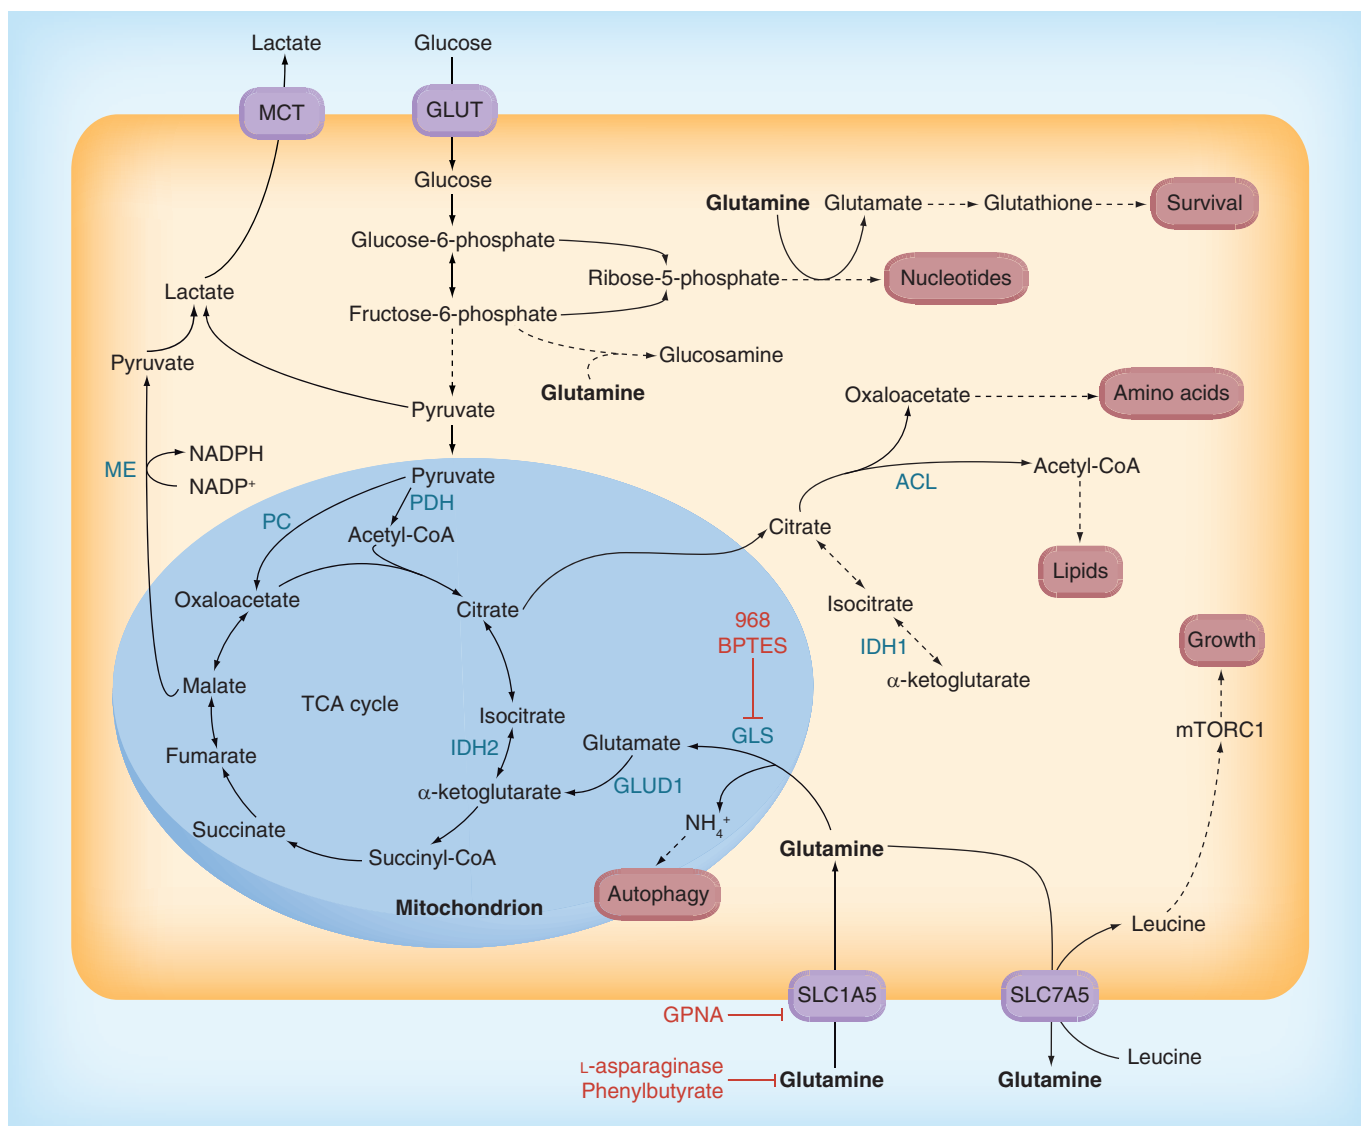 Lactate
Glucose
MCT
GLUT
Glucose
Glutamine
Glutamate
Glutathione
Survival
Glucose-6-phosphate
Ribose-5-phosphate
Nucleotides
Lactate
Fructose-6-phosphate
Pyruvate
Glucosamine
Glutamine
Oxaloacetate
Amino acids
Pyruvate
NADPH
ME
NADP+
Acetyl-CoA
Pyruvate
ACL
PDH
PC
Acetyl-CoA
Citrate
Lipids
Oxaloacetate
Citrate
Isocitrate
968
BPTES
IDH1
Growth
α-ketoglutarate
Malate
TCA cycle
Isocitrate
mTORC1
GLS
Glutamate
IDH2
Fumarate
GLUD1
α-ketoglutarate
NH4+
Succinate
Glutamine
Succinyl-CoA
Autophagy
Mitochondrion
Leucine
SLC1A5
SLC7A5
GPNA
Leucine
L-asparaginase
Phenylbutyrate
Glutamine
Glutamine